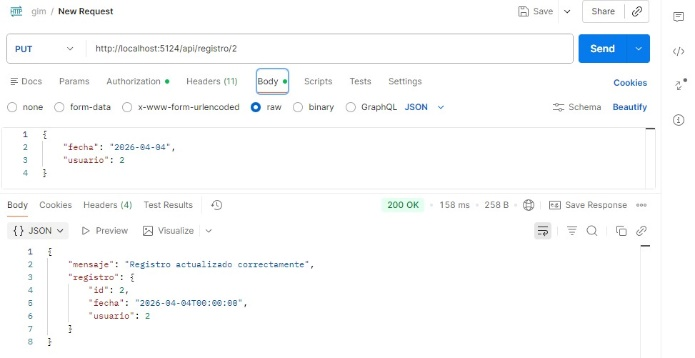 glm / New Request
Save
Share
PUT
http://localhost:5124/api/registro/2
Send
Docs Params Authorization Headers (11) Body Scripts Tests Settings
Cookies
none form-data x-www-form-urlencoded raw binary GraphQL JSON
Schema Beautify
1 {
2 "fecha": "2026-04-04",
3 "usuario": 2
4 }
Body Cookies Headers (4) Test Results
200 OK • 158 ms • 258 B
Save Response
{} JSON Preview Visualize
1 {
2 "mensaje": "Registro actualizado correctamente",
3 "registro": {
4 "id": 2,
5 "fecha": "2026-04-04T00:00:00",
6 "usuario": 2
7 }
8 }